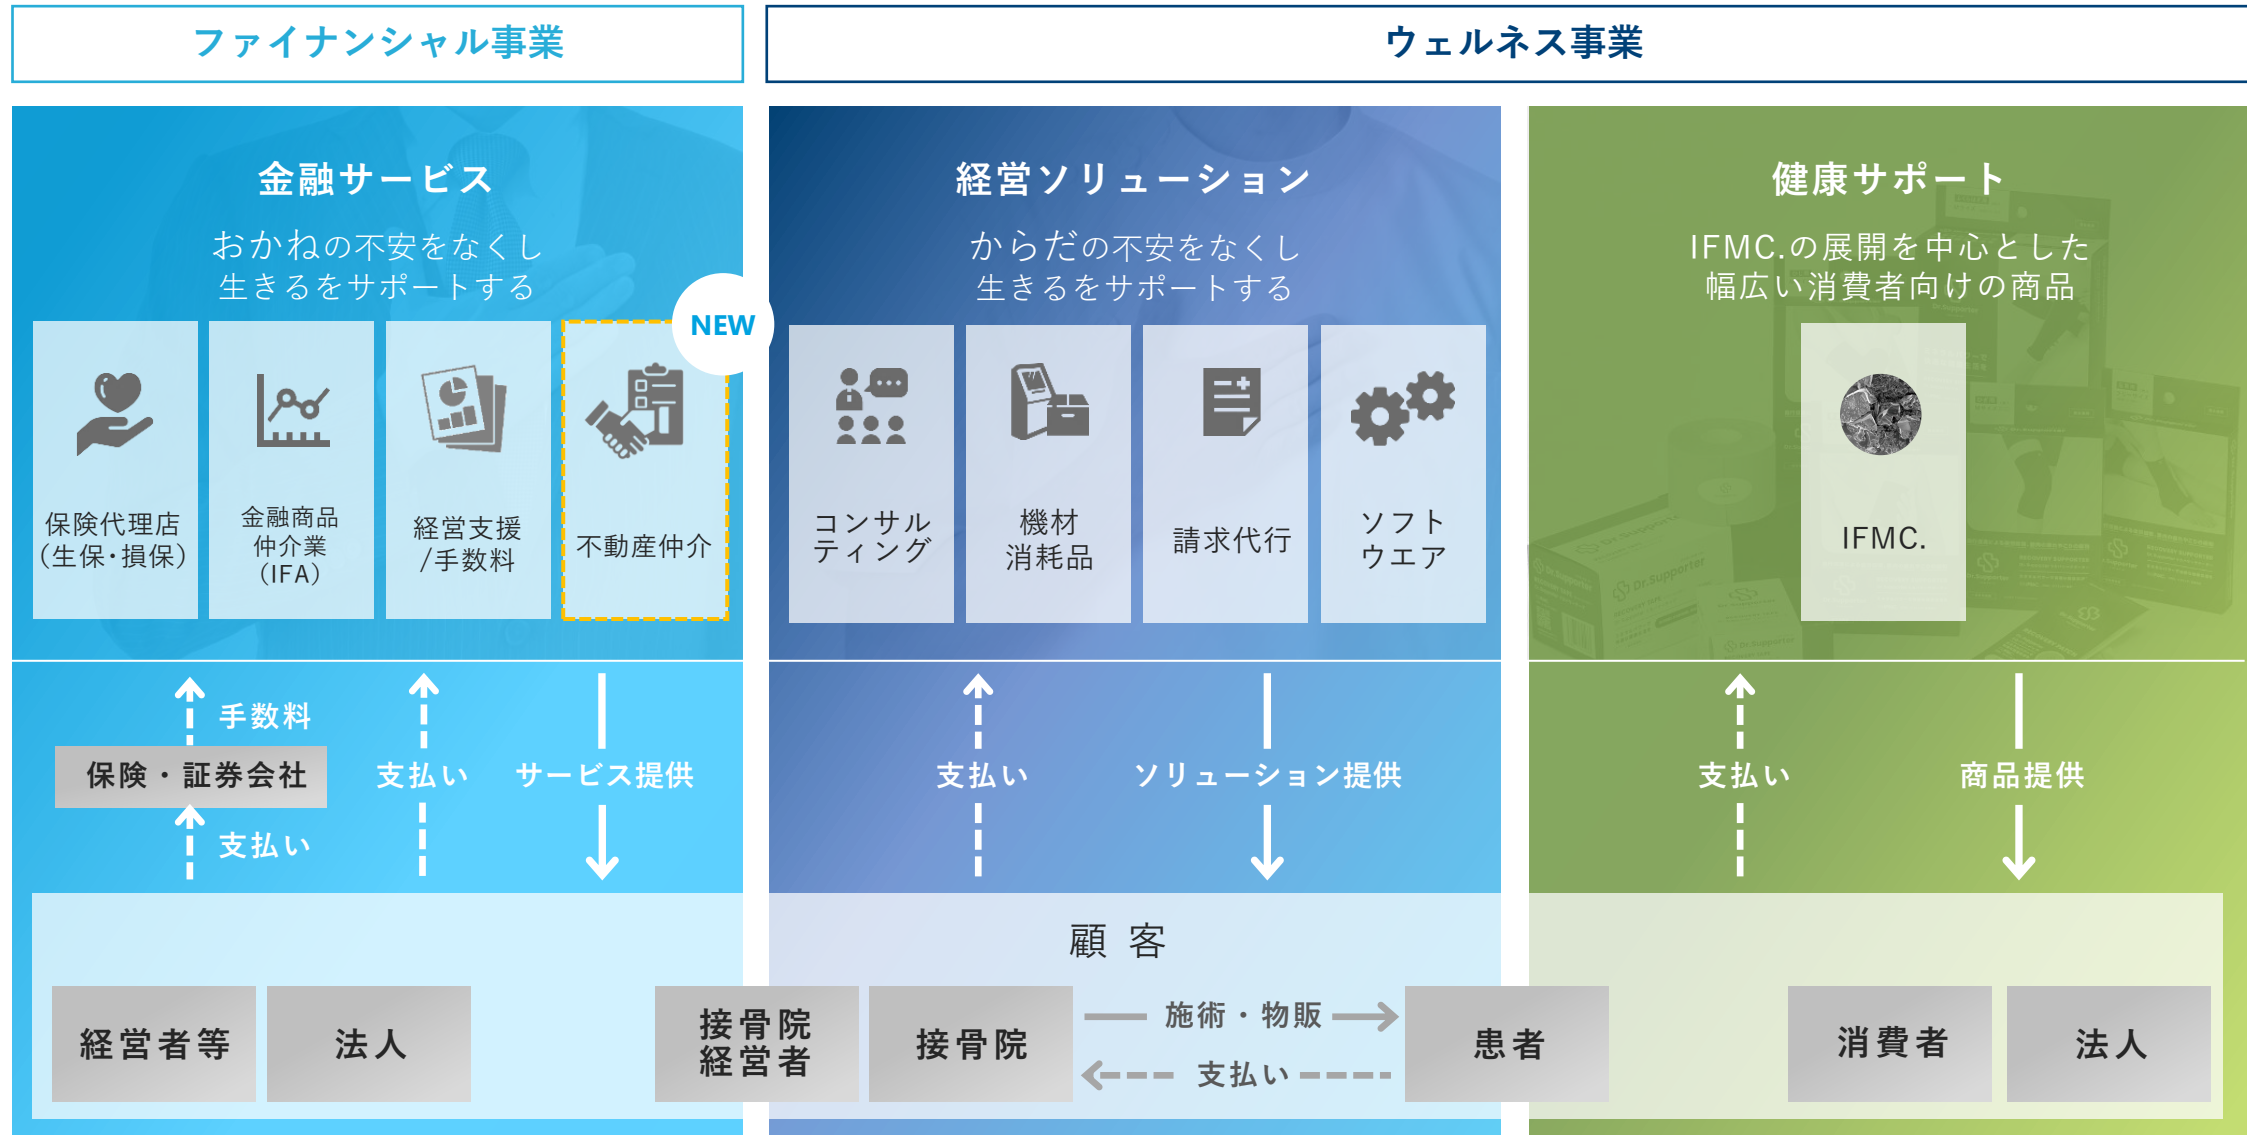 ファイナンシャル事業
ウェルネス事業
金融サービス
おかねの不安をなくし
生きるをサポートする
NEW
保険代理店
(生保・損保)
金融商品
仲介業
(IFA)
経営支援
/手数料
不動産仲介
経営ソリューション
からだの不安をなくし
生きるをサポートする
コンサル
ティング
機材
消耗品
請求代行
ソフト
ウエア
健康サポート
IFMC.の展開を中心とした
幅広い消費者向けの商品
IFMC.
Dr.Supporter
Dr.Supporter
手数料
保険・証券会社
支払い
支払い
サービス提供
支払い
ソリューション提供
支払い
商品提供
顧客
経営者等
法人
接骨院
経営者
接骨院
施術・物販
支払い
患者
消費者
法人